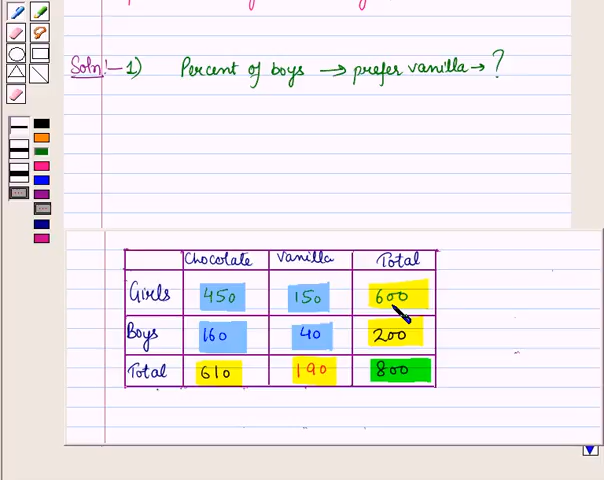 Soln:- 1) Percent of boys → prefer vanilla → ?
Chocolate Vanilla Total
Girls 450 150 600
Boys 160 40 200
Total 610 190 800